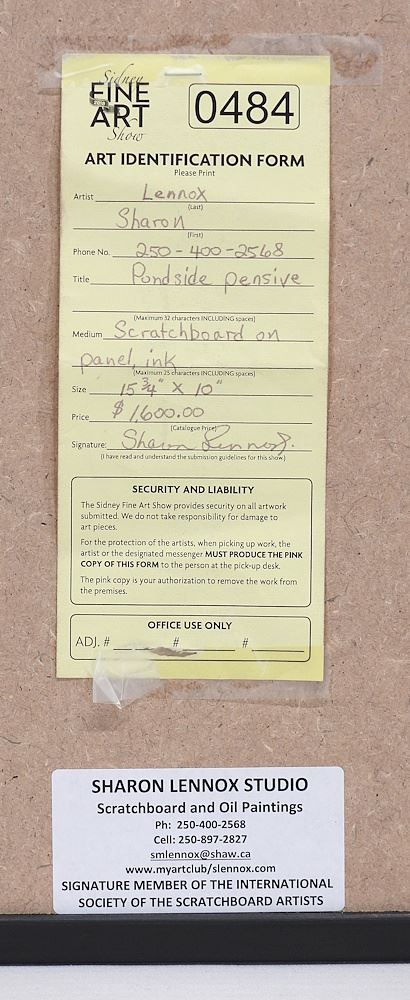 Sidney
FINE
ART
Show
0484
ART IDENTIFICATION FORM
Please Print
Artist Lennox
(Last)
Sharon
(First)
Phone No. 250-400-2568
Title Pondside pensive
(Maximum 32 characters INCLUDING spaces)
Medium Scratchboard on
panel, ink
(Maximum 25 characters INCLUDING spaces)
Size 15 3/4" X 10"
Price $1,600.00
(Catalogue Price)
Signature: Sharon Lennox
(I have read and understand the submission guidelines for this show)
SECURITY AND LIABILITY
The Sidney Fine Art Show provides security on all artwork
submitted. We do not take responsibility for damage to
art pieces.
For the protection of the artists, when picking up work, the
artist or the designated messenger MUST PRODUCE THE PINK
COPY OF THIS FORM to the person at the pick-up desk.
The pink copy is your authorization to remove the work from
the premises.
OFFICE USE ONLY
ADJ. # # #
SHARON LENNOX STUDIO
Scratchboard and Oil Paintings
Ph: 250-400-2568
Cell: 250-897-2827
smlennox@shaw.ca
www.myartclub/slennox.com
SIGNATURE MEMBER OF THE INTERNATIONAL
SOCIETY OF THE SCRATCHBOARD ARTISTS